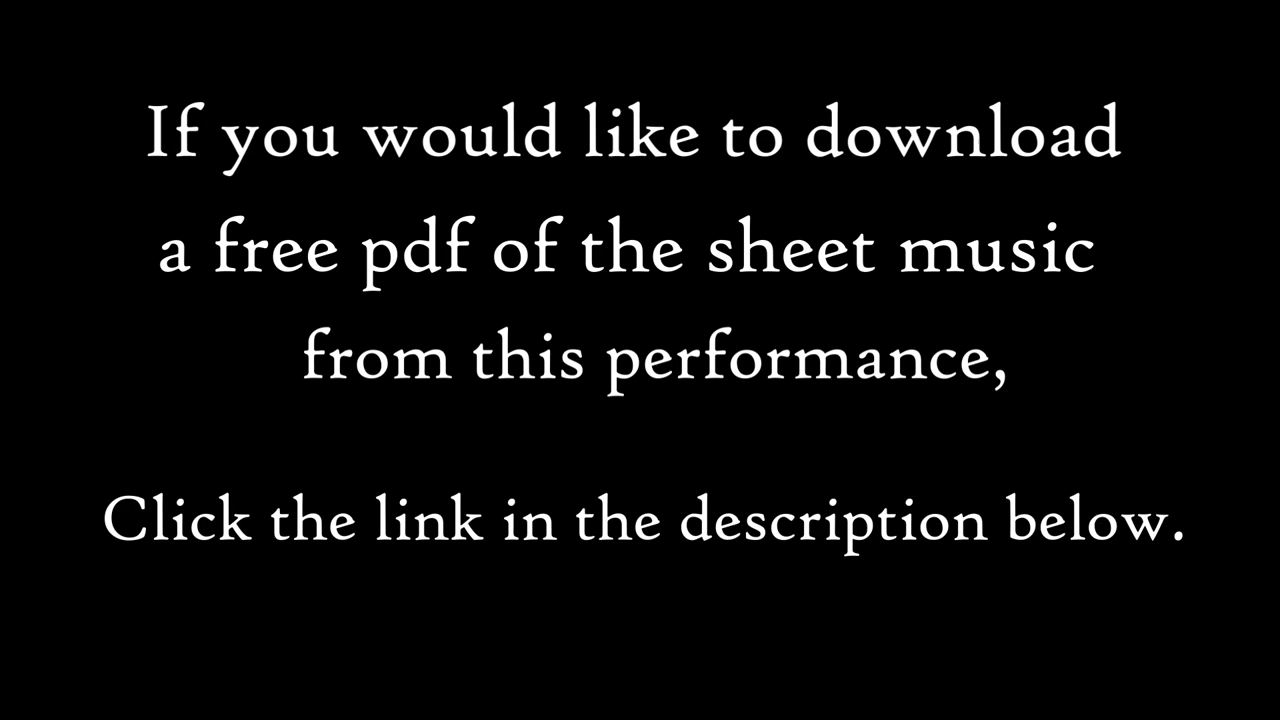 If you would like to download
a free pdf of the sheet music
from this performance,
Click the link in the description below.